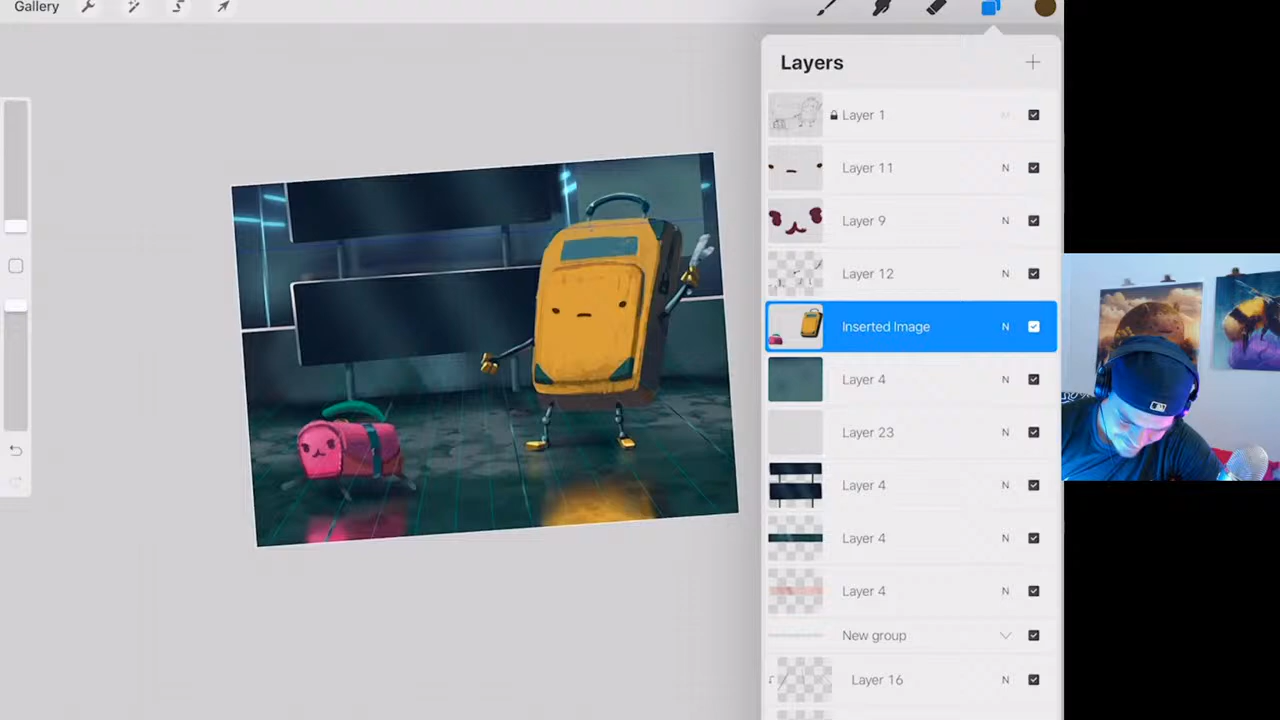 Gallery
Layers
Layer 1
Layer 11 N
Layer 9 N
Layer 12 N
Inserted Image N
Layer 4 N
Layer 23 N
Layer 4 N
Layer 4 N
Layer 4 N
New group
Layer 16 N